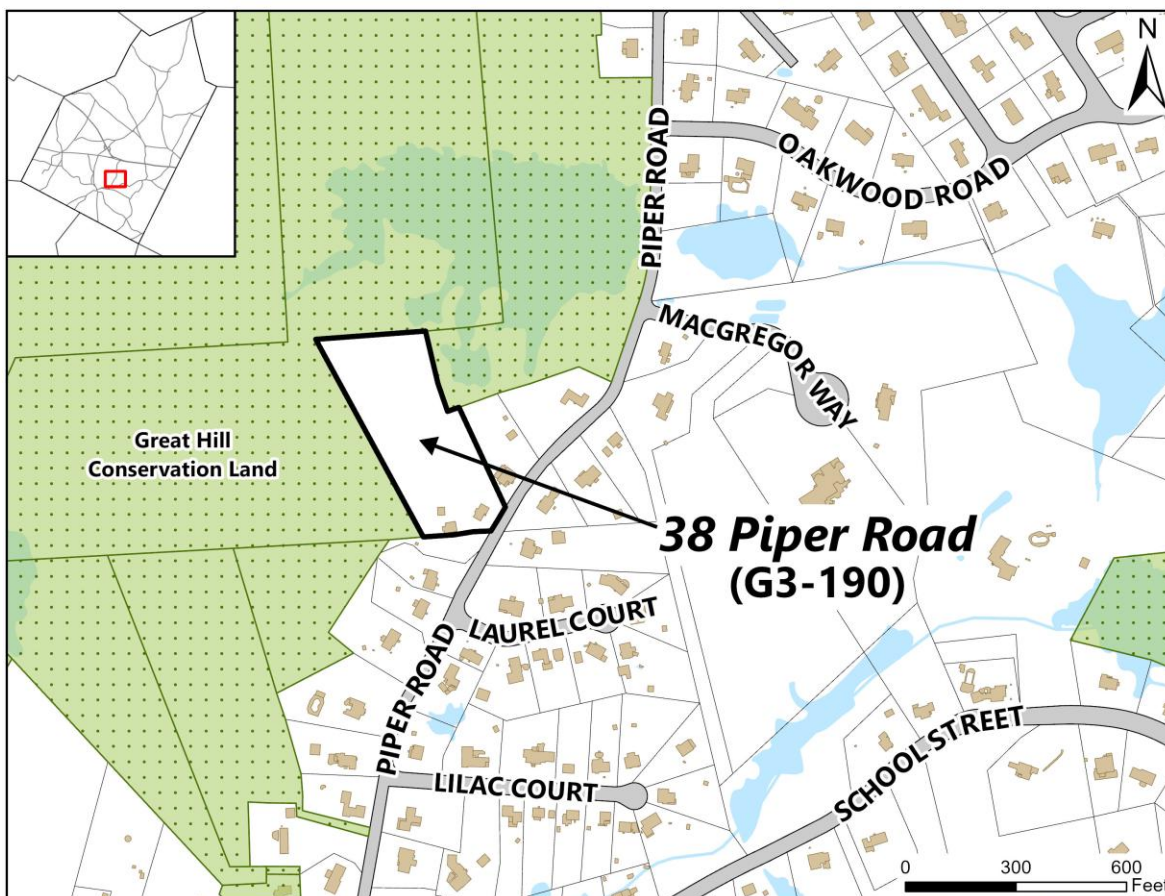 N
PIPER ROAD
OAKWOOD ROAD
MACGREGOR WAY
Great Hill
Conservation Land
38 Piper Road
(G3-190)
LAUREL COURT
PIPER ROAD
SCHOOL STREET
LILAC COURT
0 300 600
Feet